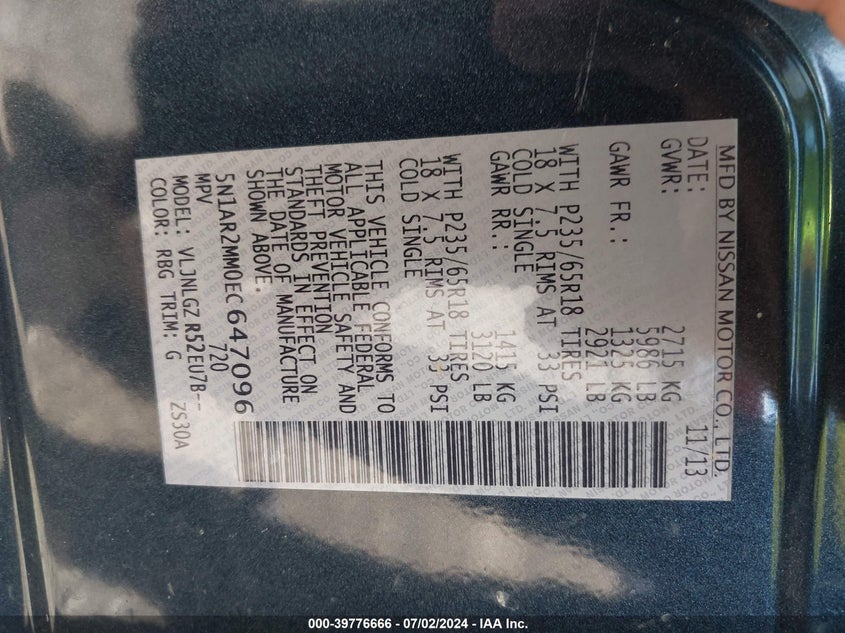 MFD BY NISSAN MOTOR CO., LTD.
DATE: 11/13
GVWR: 2715 KG
5986 LB
GAWR FR.: 1325 KG
2921 LB
WITH P235/65R18 TIRES
18 X 7.5 RIMS AT 33 PSI
COLD SINGLE
GAWR RR.: 1415 KG
3120 LB
WITH P235/65R18 TIRES
18 X 7.5 RIMS AT 33 PSI
COLD SINGLE
THIS VEHICLE CONFORMS TO
ALL APPLICABLE FEDERAL
MOTOR VEHICLE SAFETY AND
THEFT PREVENTION
STANDARDS IN EFFECT ON
THE DATE OF MANUFACTURE
SHOWN ABOVE.
5N1AR2MM0EC647096
MPV 720
MODEL: VLJNLGZ R52EU7B--
COLOR: RBG TRIM: G ZS30A
000-39776666 - 07/02/2024 - IAA Inc.